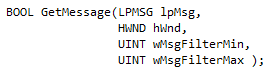 BOOL GetMessage(LPMSG lpMsg,
HWND hWnd,
UINT wMsgFilterMin,
UINT wMsgFilterMax );